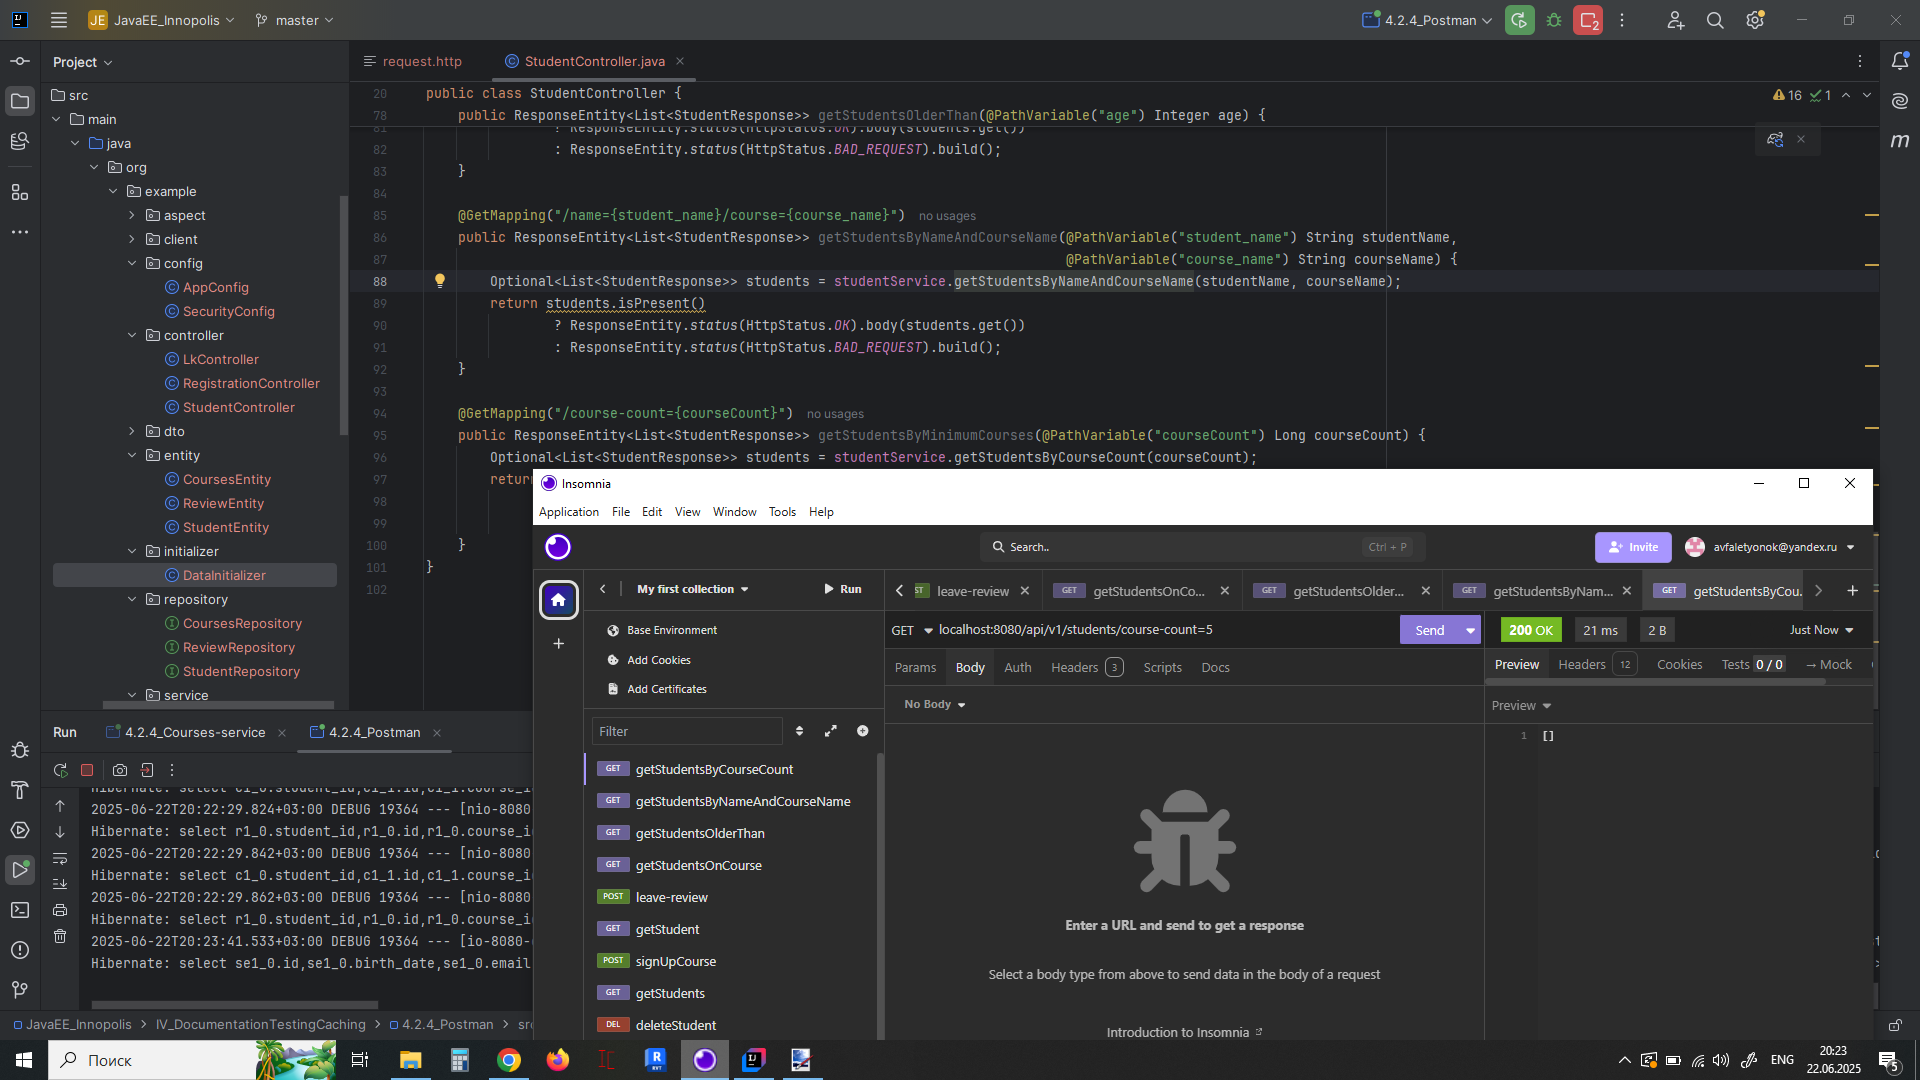 JE JavaEE_Innopolis
master
4.2.4_Postman
2
Project
src
main
java
org
example
aspect
client
config
AppConfig
SecurityConfig
controller
LkController
RegistrationController
StudentController
dto
entity
CoursesEntity
ReviewEntity
StudentEntity
initializer
DataInitializer
repository
CoursesRepository
ReviewRepository
StudentRepository
service
request.http
StudentController.java
16 1
20 public class StudentController {
78 public ResponseEntity<List<StudentResponse>> getStudentsOlderThan(@PathVariable("age") Integer age) {
81 ? ResponseEntity.status(HttpStatus.OK).body(students.get())
82 : ResponseEntity.status(HttpStatus.BAD_REQUEST).build();
83 }
84
85 @GetMapping("/name={student_name}/course={course_name}") no usages
86 public ResponseEntity<List<StudentResponse>> getStudentsByNameAndCourseName(@PathVariable("student_name") String studentName,
87 @PathVariable("course_name") String courseName) {
88 Optional<List<StudentResponse>> students = studentService.getStudentsByNameAndCourseName(studentName, courseName);
89 return students.isPresent()
90 ? ResponseEntity.status(HttpStatus.OK).body(students.get())
91 : ResponseEntity.status(HttpStatus.BAD_REQUEST).build();
92 }
93
94 @GetMapping("/course-count={courseCount}") no usages
95 public ResponseEntity<List<StudentResponse>> getStudentsByMinimumCourses(@PathVariable("courseCount") Long courseCount) {
96 Optional<List<StudentResponse>> students = studentService.getStudentsByCourseCount(courseCount);
97 return
98
99
100 }
101 }
102
Run
4.2.4_Courses-service
4.2.4_Postman
Hibernate: select c1_0.student_id,c1_1.id,c1_1.course_i
2025-06-22T20:22:29.824+03:00 DEBUG 19364 --- [nio-8080
Hibernate: select r1_0.student_id,r1_0.id,r1_0.course_i
2025-06-22T20:22:29.842+03:00 DEBUG 19364 --- [nio-8080
Hibernate: select c1_0.student_id,c1_1.id,c1_1.course_i
2025-06-22T20:22:29.862+03:00 DEBUG 19364 --- [nio-8080
Hibernate: select r1_0.student_id,r1_0.id,r1_0.course_i
2025-06-22T20:23:41.533+03:00 DEBUG 19364 --- [io-8080-
Hibernate: select se1_0.id,se1_0.birth_date,se1_0.email
JavaEE_Innopolis > IV_DocumentationTestingCaching > 4.2.4_Postman > src
Insomnia
Application File Edit View Window Tools Help
Search.. Ctrl + P
Invite
avfaletyonok@yandex.ru
My first collection
Run
Base Environment
Add Cookies
Add Certificates
Filter
GET getStudentsByCourseCount
GET getStudentsByNameAndCourseName
GET getStudentsOlderThan
GET getStudentsOnCourse
POST leave-review
GET getStudent
POST signUpCourse
GET getStudents
DEL deleteStudent
ST leave-review
GET getStudentsOnCo...
GET getStudentsOlder...
GET getStudentsByNam...
GET getStudentsByCou...
GET localhost:8080/api/v1/students/course-count=5
Send
200 OK 21 ms 2 B Just Now
Params Body Auth Headers 3 Scripts Docs
Preview Headers 12 Cookies Tests 0 / 0 → Mock
No Body
Preview
1 []
Enter a URL and send to get a response
Select a body type from above to send data in the body of a request
Introduction to Insomnia
Поиск
ENG
20:23
22.06.2025
5